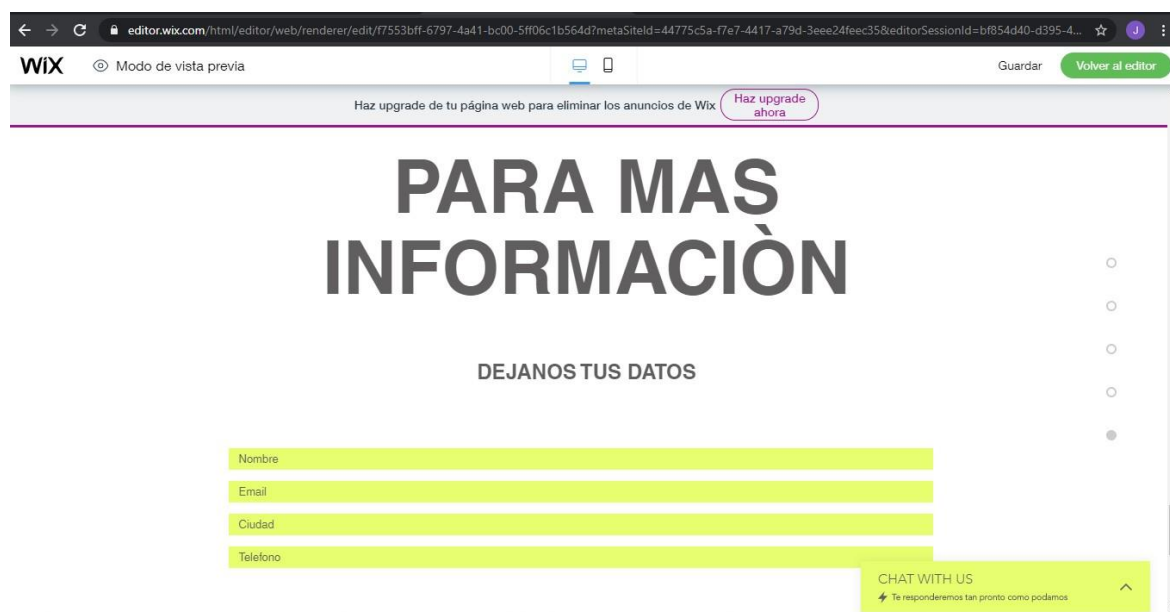 editor.wix.com/html/editor/web/renderer/edit/f7553bff-6797-4a41-bc00-5ff06c1b564d?metaSiteId=44775c5a-f7e7-4417-a79d-3eee24feec35&editorSessionId=bf854d40-d395-4... J
WiX Modo de vista previa Guardar Volver al editor
Haz upgrade de tu página web para eliminar los anuncios de Wix Haz upgrade
ahora
PARA MAS
INFORMACIÒN
DEJANOS TUS DATOS
Nombre
Email
Ciudad
Telefono
CHAT WITH US
Te responderemos tan pronto como podamos